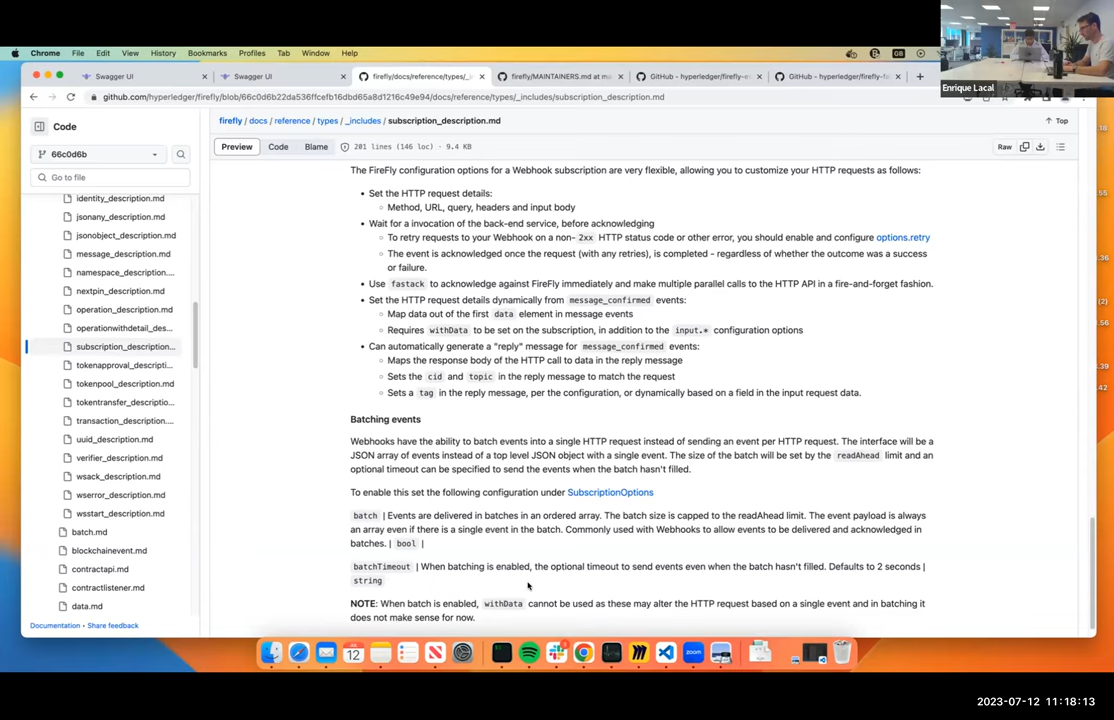 Chrome File Edit View History Bookmarks Profiles Tab Window Help GB
Enrique Lacal
Swagger UI
Swagger UI
firefly/docs/reference/types/_i
firefly/MAINTAINERS.md at ma
GitHub - hyperledger/firefly-e
GitHub - hyperledger/firefly-fa
github.com/hyperledger/firefly/blob/66c0d6b22da536ffcefb16dbd65a8d1216c49e94/docs/reference/types/_includes/subscription_description.md
Code
firefly / docs / reference / types / _includes / subscription_description.md
Top
66c0d6b
Preview Code Blame 201 lines (146 loc) · 9.4 KB Raw
Go to file
identity_description.md
jsonany_description.md
jsonobject_description.md
message_description.md
namespace_description....
nextpin_description.md
operation_description.md
operationwithdetail_des...
subscription_description...
tokenapproval_descripti...
tokenpool_description.md
tokentransfer_descriptio...
transaction_description....
uuid_description.md
verifier_description.md
wsack_description.md
wserror_description.md
wsstart_description.md
batch.md
blockchainevent.md
contractapi.md
contractlistener.md
data.md
Documentation • Share feedback
The FireFly configuration options for a Webhook subscription are very flexible, allowing you to customize your HTTP requests as follows:
• Set the HTTP request details:
Method, URL, query, headers and input body
• Wait for a invocation of the back-end service, before acknowledging
To retry requests to your Webhook on a non- 2xx HTTP status code or other error, you should enable and configure options.retry
The event is acknowledged once the request (with any retries), is completed - regardless of whether the outcome was a success
or failure.
• Use fastack to acknowledge against FireFly immediately and make multiple parallel calls to the HTTP API in a fire-and-forget fashion.
• Set the HTTP request details dynamically from message_confirmed events:
Map data out of the first data element in message events
Requires withData to be set on the subscription, in addition to the input.* configuration options
• Can automatically generate a "reply" message for message_confirmed events:
Maps the response body of the HTTP call to data in the reply message
Sets the cid and topic in the reply message to match the request
Sets a tag in the reply message, per the configuration, or dynamically based on a field in the input request data.
Batching events
Webhooks have the ability to batch events into a single HTTP request instead of sending an event per HTTP request. The interface will be a
JSON array of events instead of a top level JSON object with a single event. The size of the batch will be set by the readAhead limit and an
optional timeout can be specified to send the events when the batch hasn't filled.
To enable this set the following configuration under SubscriptionOptions
batch | Events are delivered in batches in an ordered array. The batch size is capped to the readAhead limit. The event payload is always
an array even if there is a single event in the batch. Commonly used with Webhooks to allow events to be delivered and acknowledged in
batches. | bool |
batchTimeout | When batching is enabled, the optional timeout to send events even when the batch hasn't filled. Defaults to 2 seconds |
string
NOTE: When batch is enabled, withData cannot be used as these may alter the HTTP request based on a single event and in batching it
does not make sense for now.
JUL
12
zoom
2023-07-12 11:18:13